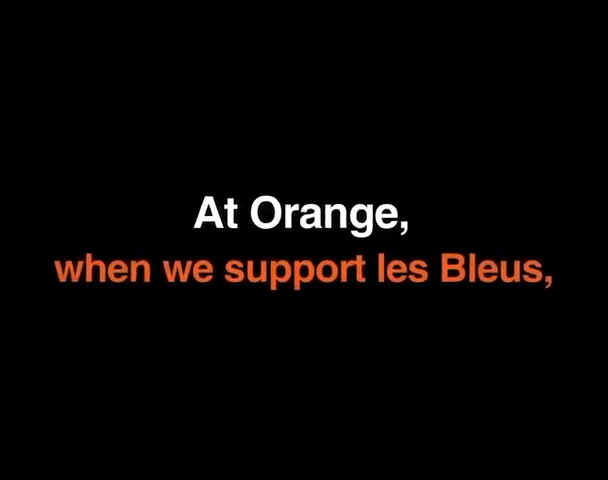 At Orange,
when we support les Bleus,